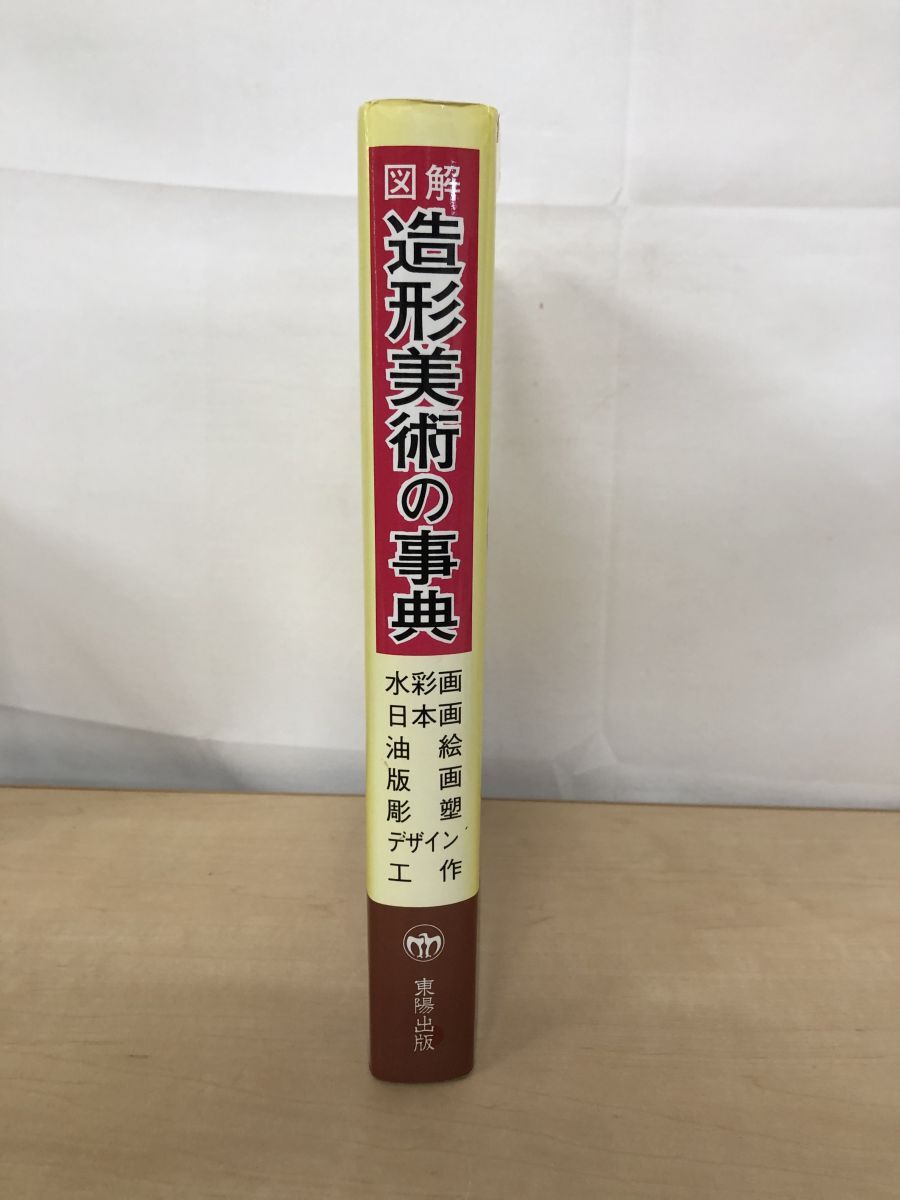 図解
造形美術の事典
水彩画
日本画
油絵
版画
彫塑
デザイン
工作
東陽出版